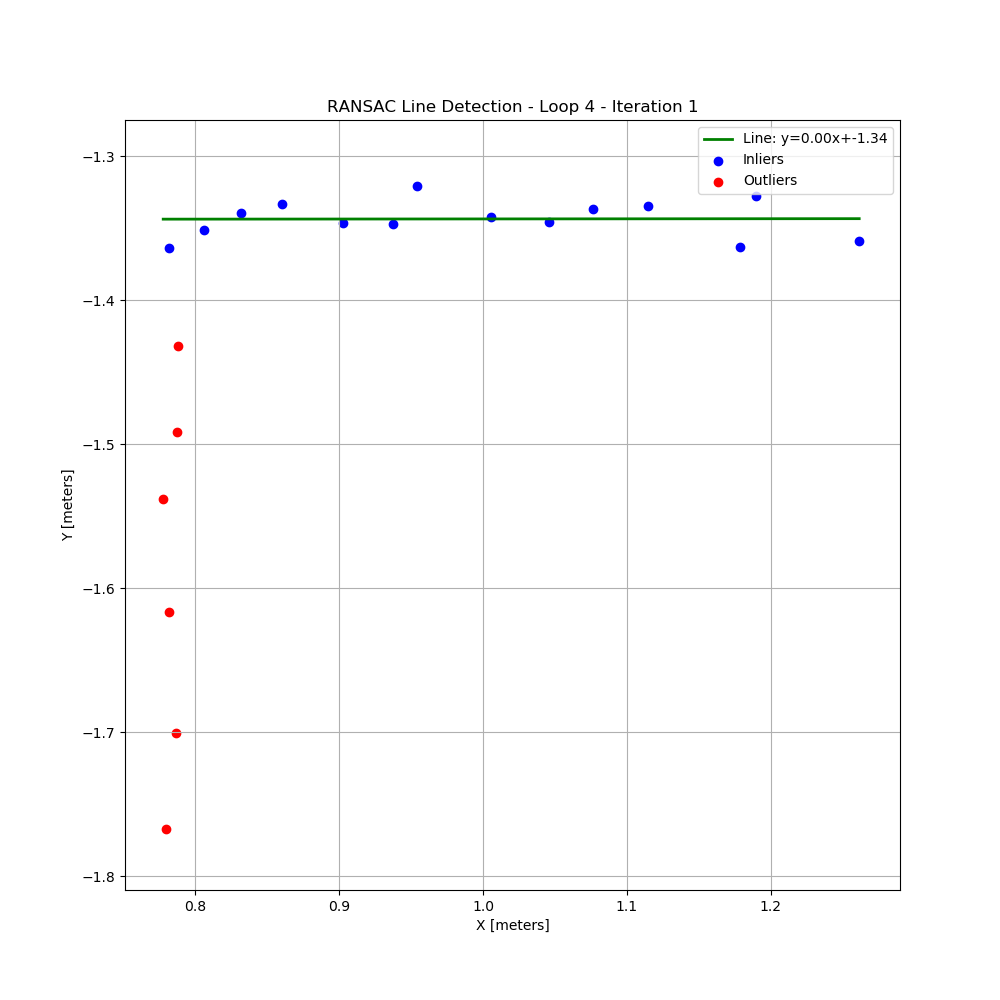 RANSAC Line Detection - Loop 4 - Iteration 1
Line: y=0.00x+-1.34
Inliers
Outliers
−1.3
−1.4
−1.5
−1.6
−1.7
−1.8
Y [meters]
0.8 0.9 1.0 1.1 1.2
X [meters]